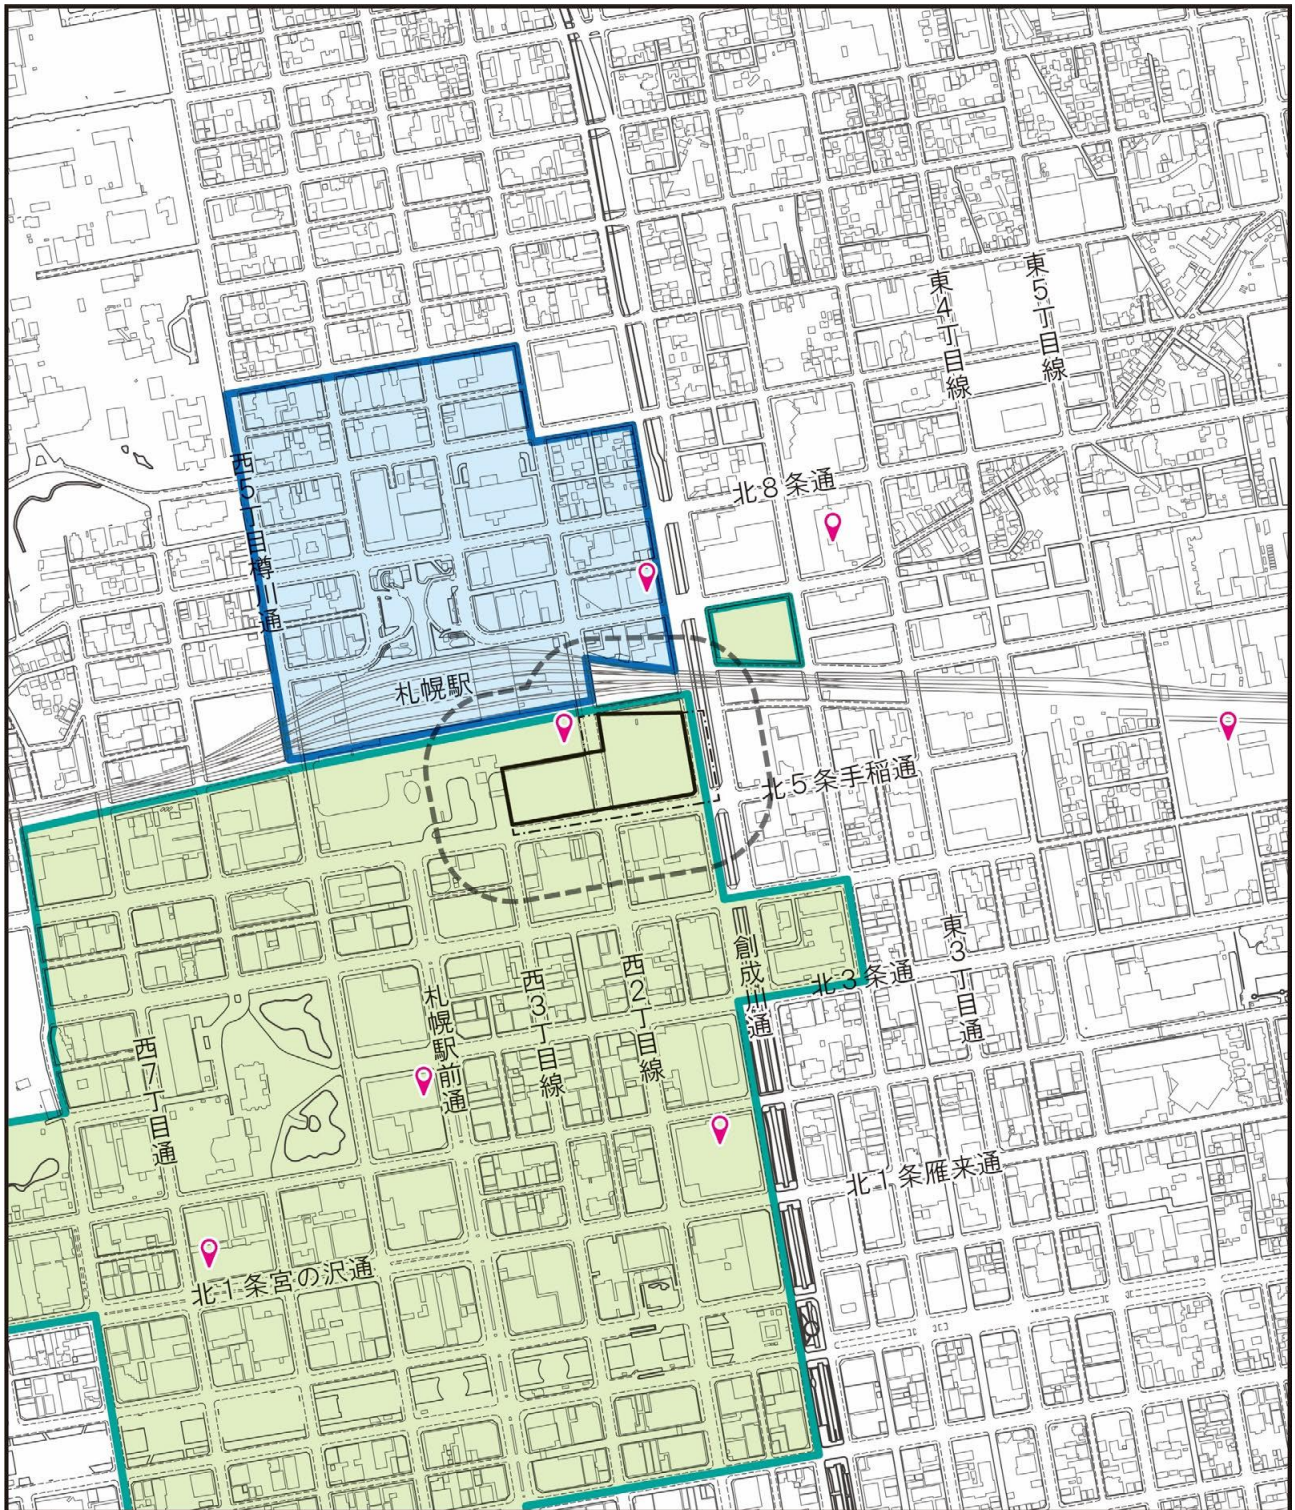 東5丁目線
東4丁目線
西5丁目樽川通
北8条通
札幌駅
北5条手稲通
東3丁目通
創成川通
北3条通
西2丁目線
西3丁目線
札幌駅前通
西7丁目通
北1条雁来通
北1条宮の沢通